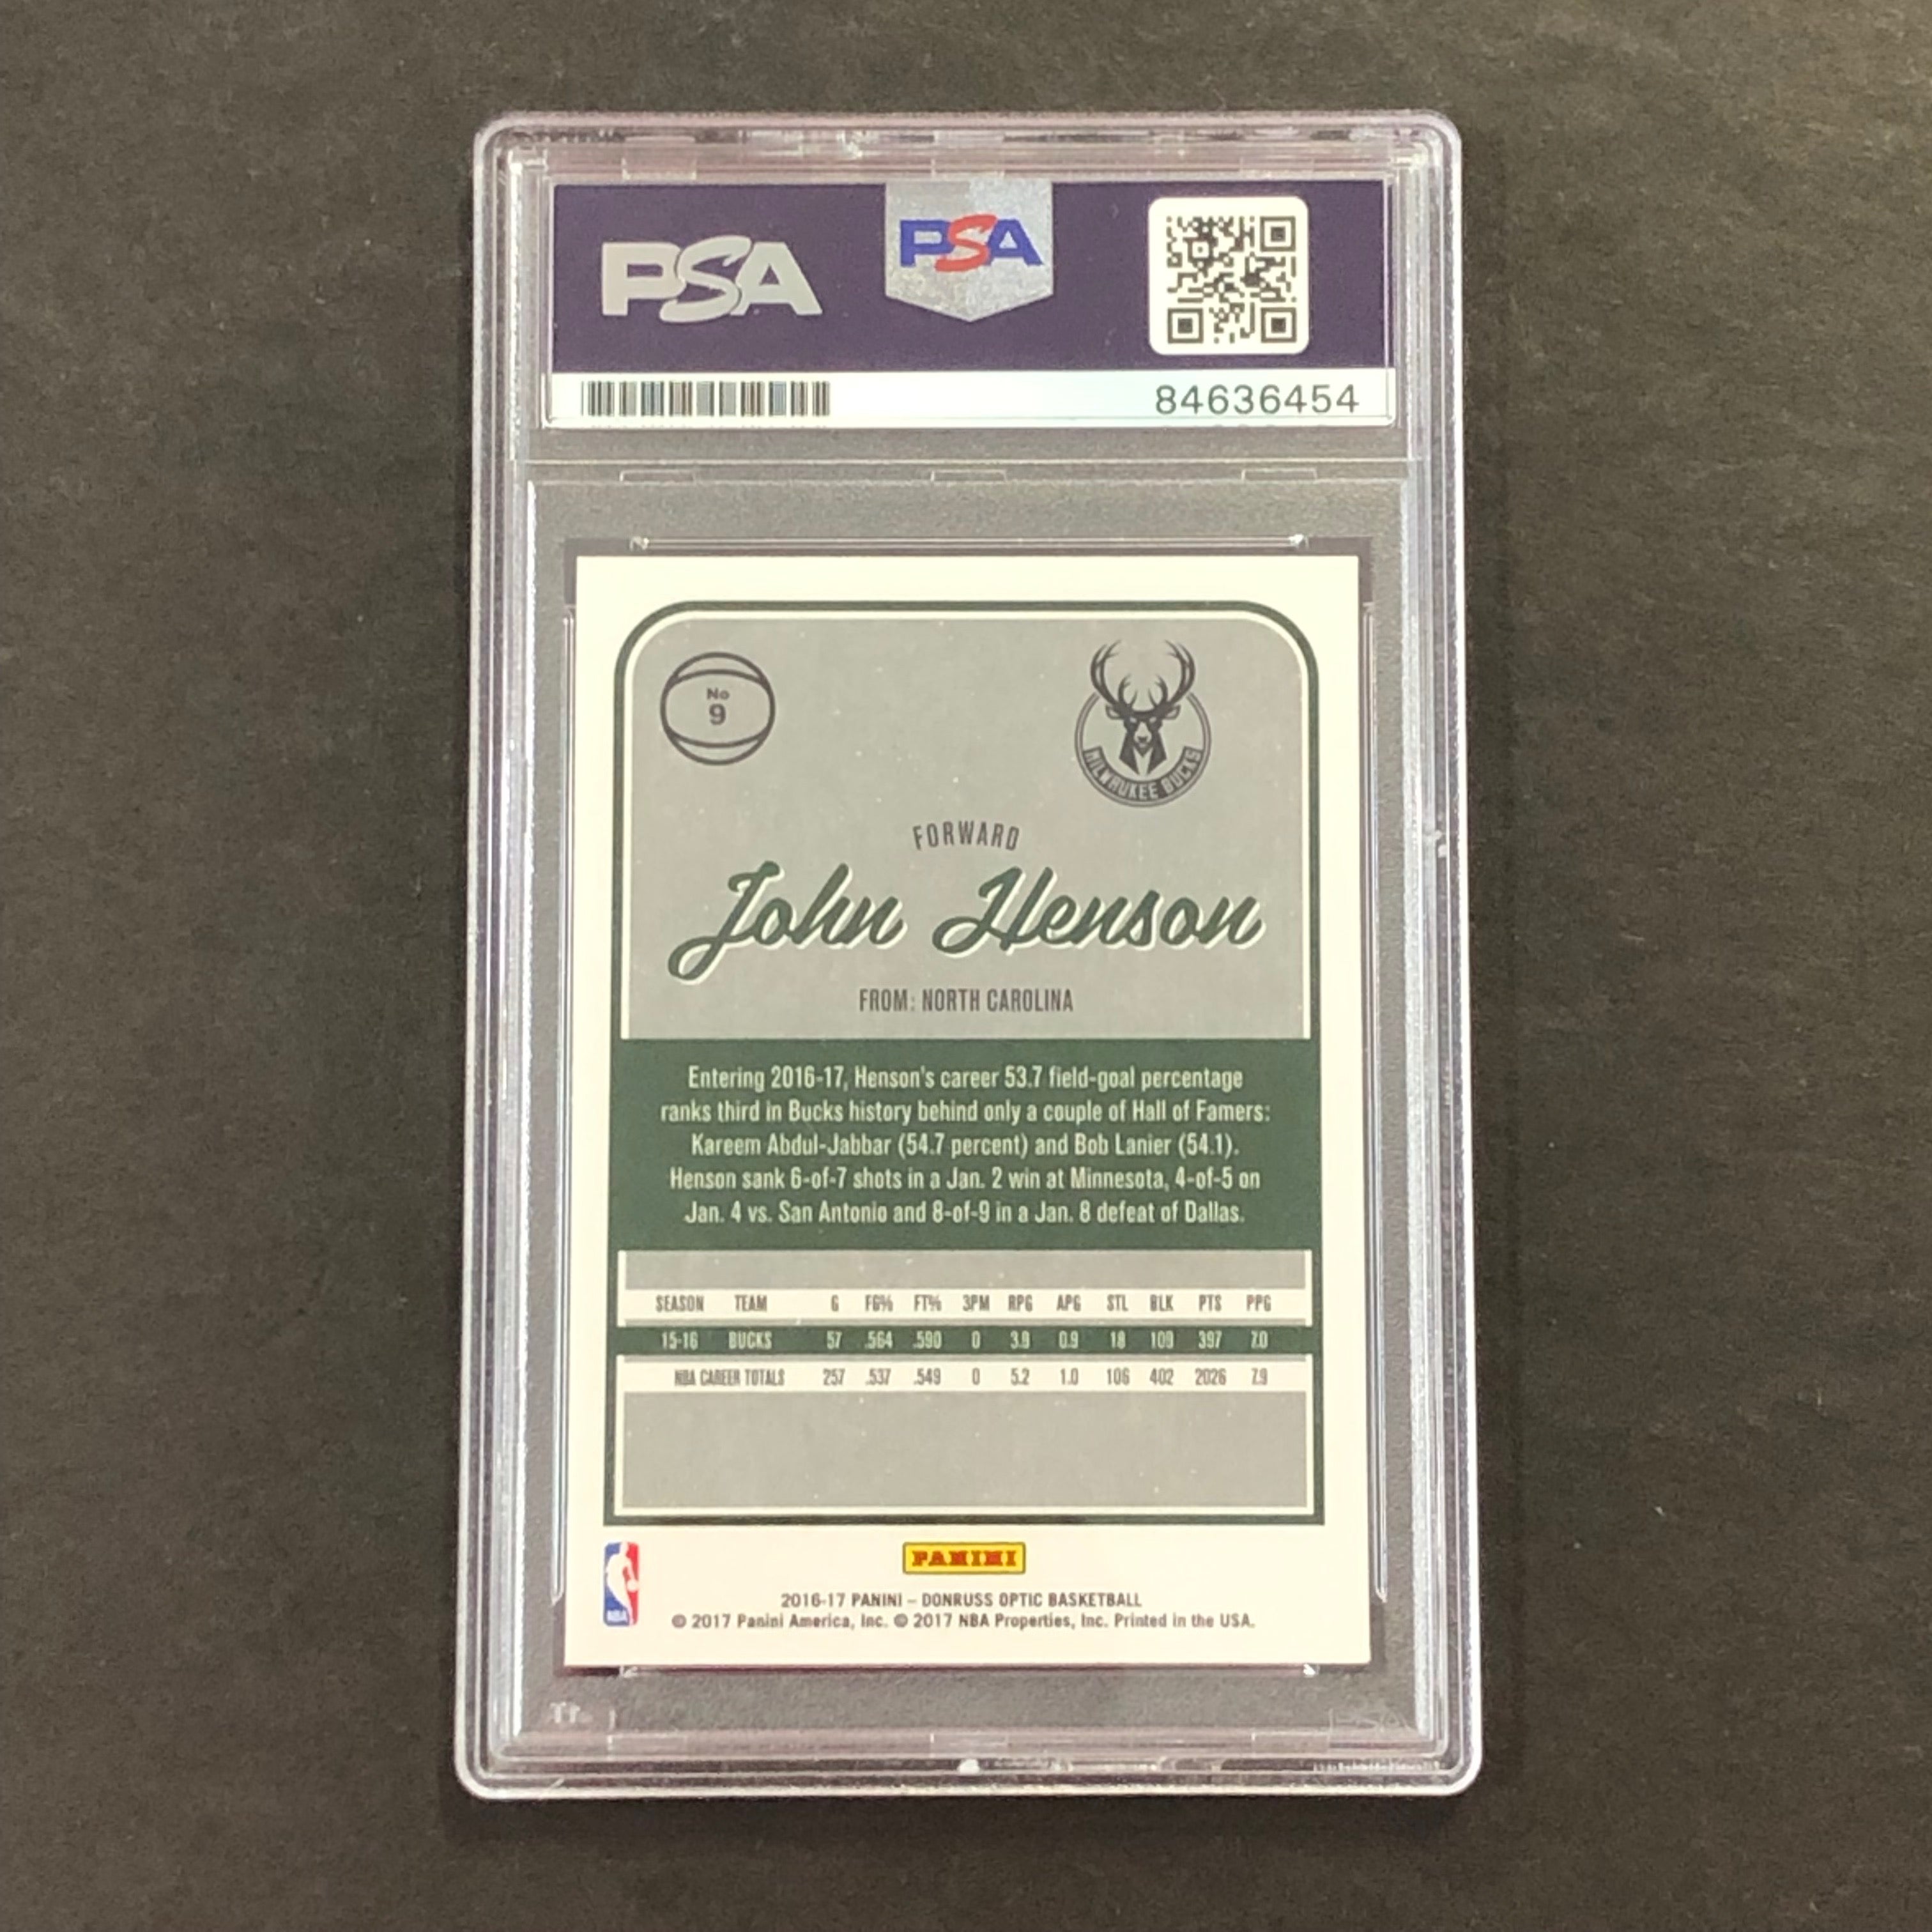 PSA
PSA
84636454
No
9
MILWAUKEE BUCKS
FORWARD
John Henson
FROM: NORTH CAROLINA
Entering 2016-17, Henson's career 53.7 field-goal percentage
ranks third in Bucks history behind only a couple of Hall of Famers:
Kareem Abdul-Jabbar (54.7 percent) and Bob Lanier (54.1).
Henson sank 6-of-7 shots in a Jan. 2 win at Minnesota, 4-of-5 on
Jan. 4 vs. San Antonio and 8-of-9 in a Jan. 8 defeat of Dallas.
SEASON TEAM G FG% FT% 3PM RPG APG STL BLK PTS PPG
15-16 BUCKS 57 .564 .590 0 3.9 0.9 18 109 397 7.0
NBA CAREER TOTALS 257 .537 .549 0 5.2 1.0 106 402 2026 7.9
NBA
PANINI
2016-17 PANINI – DONRUSS OPTIC BASKETBALL
© 2017 Panini America, Inc. © 2017 NBA Properties, Inc. Printed in the USA.